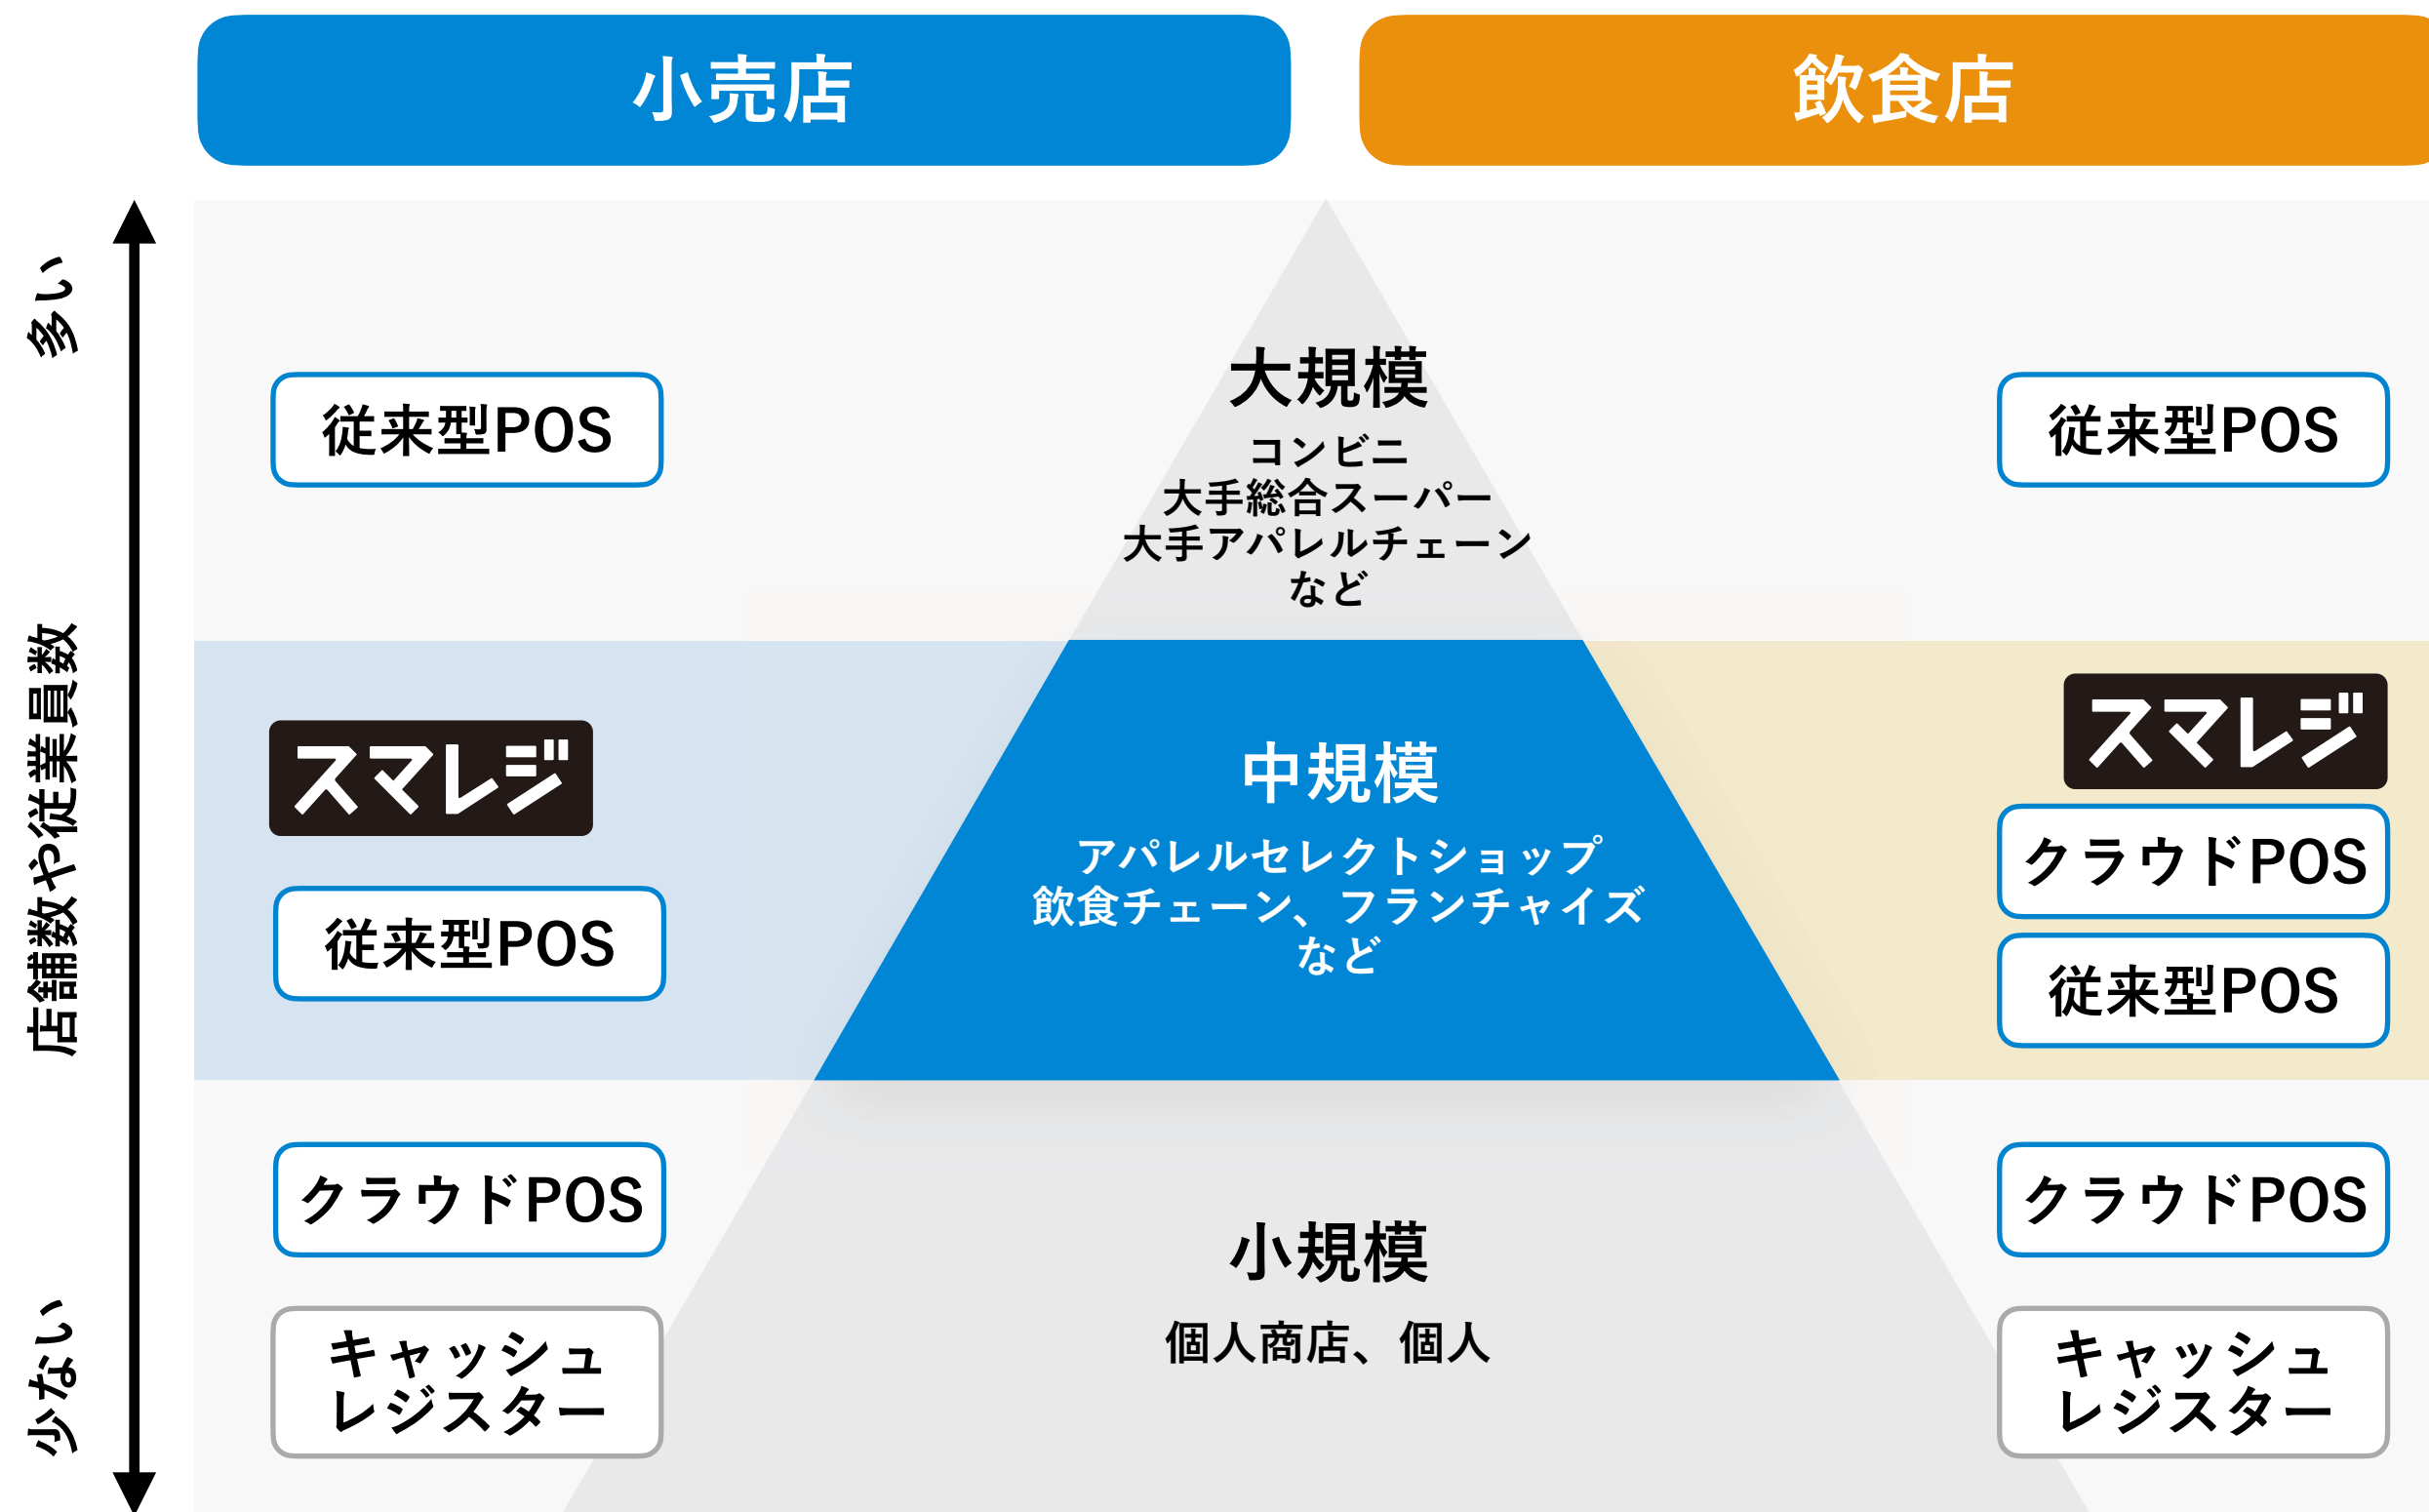 小売店
飲食店
多い
店舗数や従業員数
少ない
従来型POS
大規模
コンビニ
大手総合スーパー
大手アパレルチェーン
など
従来型POS
スマレジ
従来型POS
中規模
アパレルセレクトショップ
飲食チェーン、フランチャイズ
など
スマレジ
クラウドPOS
従来型POS
クラウドPOS
キャッシュ
レジスター
小規模
個人商店、個人
クラウドPOS
キャッシュ
レジスター